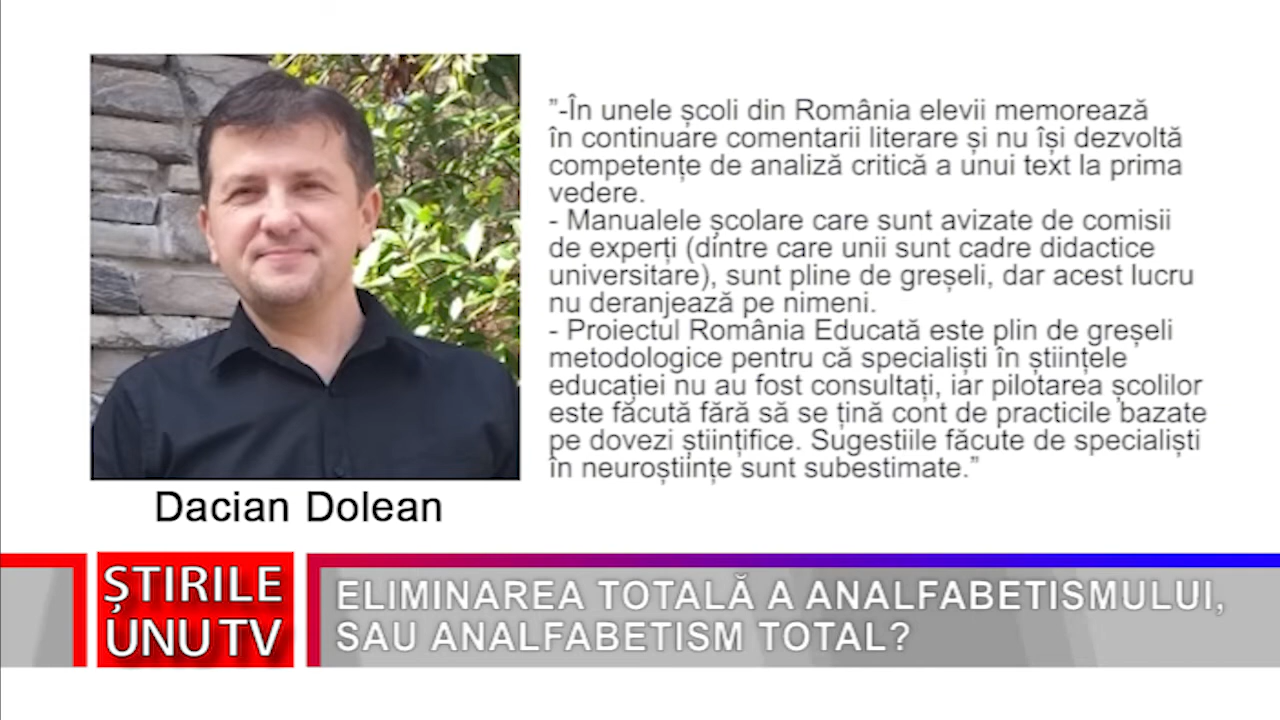 ”-În unele școli din România elevii memorează
în continuare comentarii literare și nu își dezvoltă
competențe de analiză critică a unui text la prima
vedere.
- Manualele școlare care sunt avizate de comisii
de experți (dintre care unii sunt cadre didactice
universitare), sunt pline de greșeli, dar acest lucru
nu deranjează pe nimeni.
- Proiectul România Educată este plin de greșeli
metodologice pentru că specialiști în științele
educației nu au fost consultați, iar pilotarea școlilor
este făcută fără să se țină cont de practicile bazate
pe dovezi științifice. Sugestiile făcute de specialiști
în neuroștiințe sunt subestimate.”
Dacian Dolean
ȘTIRILE
UNU TV
ELIMINAREA TOTALĂ A ANALFABETISMULUI,
SAU ANALFABETISM TOTAL?